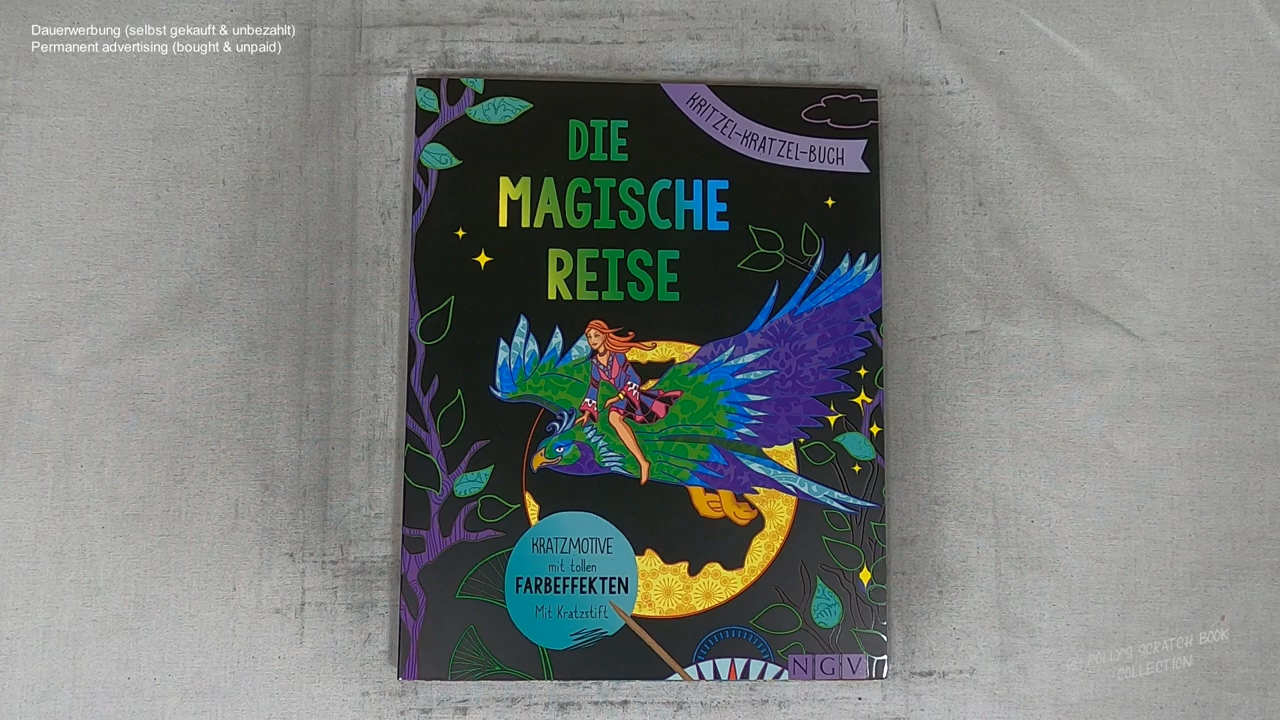 Dauerwerbung (selbst gekauft & unbezahlt)
Permanent advertising (bought & unpaid)
KRITZEL-KRATZEL-BUCH
DIE
MAGISCHE
REISE
KRATZMOTIVE
mit tollen
FARBEFFEKTEN
Mit Kratzstift
NGV
© POLLY'S SCRATCH BOOK
COLLECTION